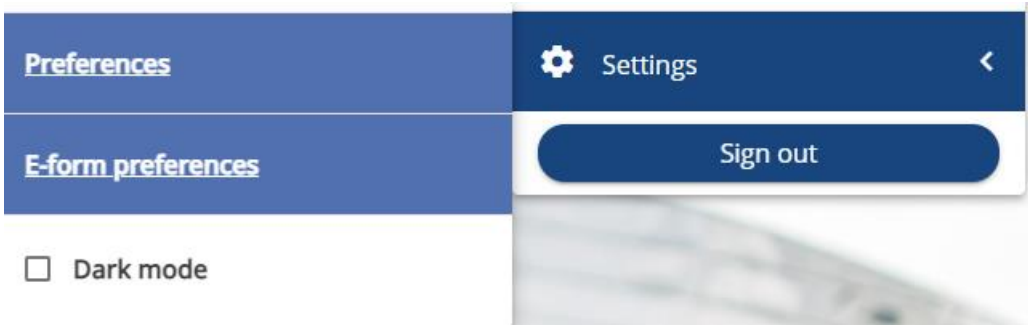 Preferences
E-form preferences
Dark mode
Settings
Sign out